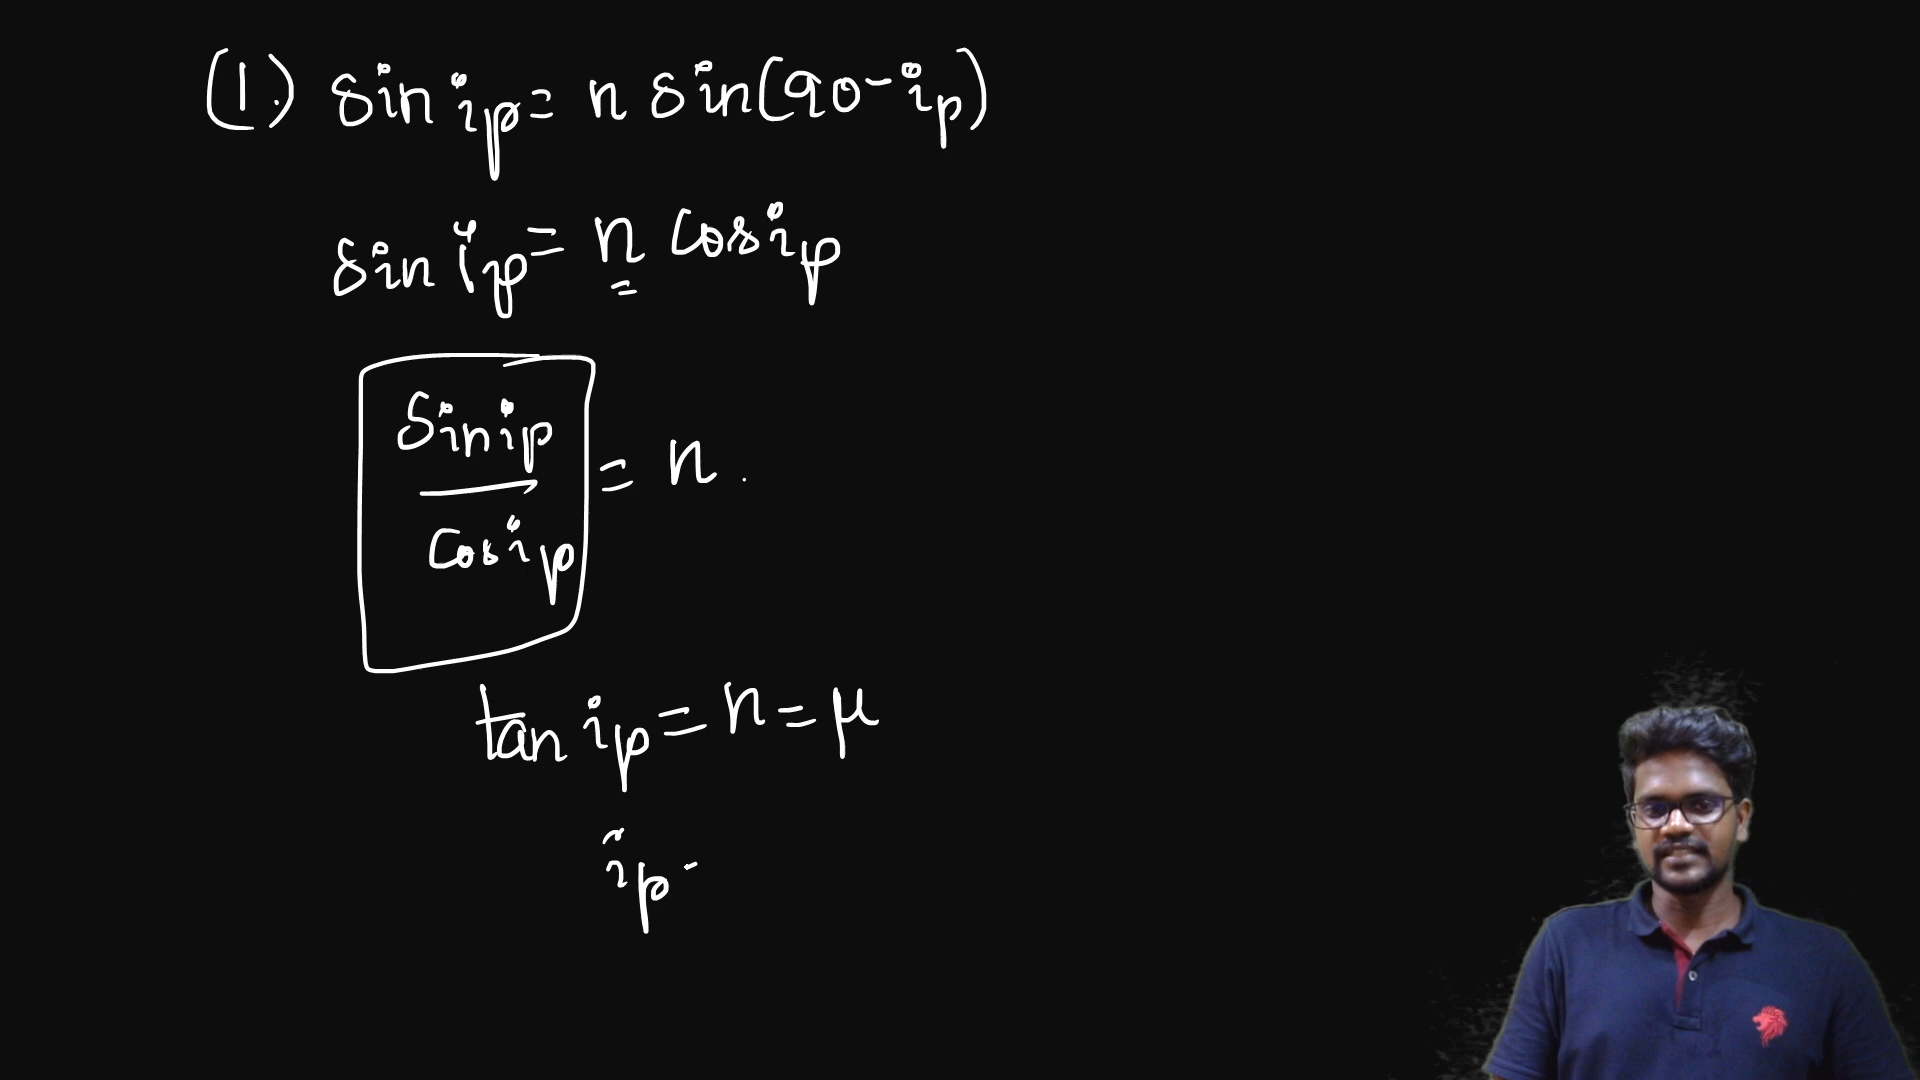 (1.) sin ip = n sin(90-ip)
sin ip = n cos ip
sin ip
cos ip
= n.
tan ip = n = μ
ip -